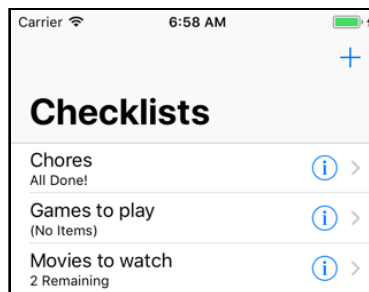 Carrier 6:58 AM
+
Checklists
Chores
All Done!
Games to play
(No Items)
Movies to watch
2 Remaining